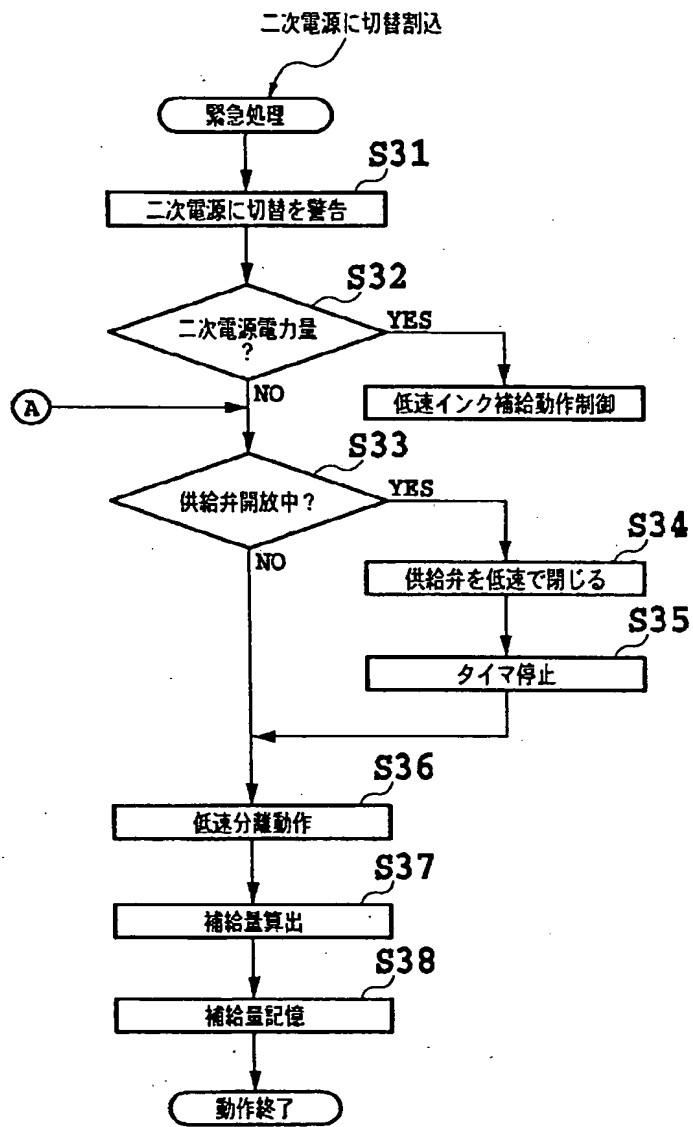 二次電源に切替割込
緊急処理
S31
二次電源に切替を警告
S32
二次電源電力量
?
YES
NO
低速インク補給動作制御
A
S33
供給弁開放中?
YES
NO
S34
供給弁を低速で閉じる
S35
タイマ停止
S36
低速分離動作
S37
補給量算出
S38
補給量記憶
動作終了